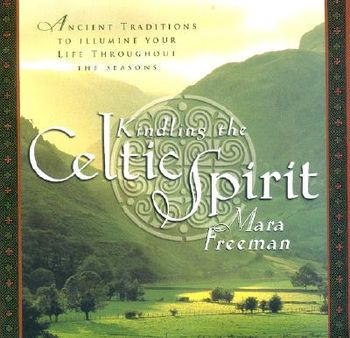 Ancient Traditions
to Illumine Your
Life Throughout
the Seasons
Kindling the
Celtic Spirit
Mara
Freeman